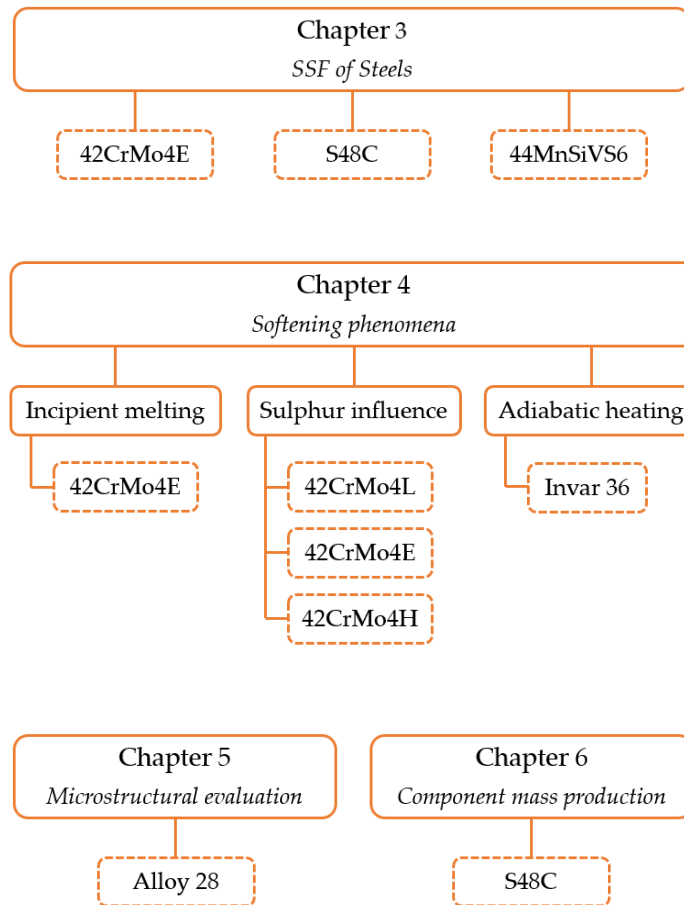 Chapter 3
SSF of Steels
42CrMo4E
S48C
44MnSiVS6
Chapter 4
Softening phenomena
Incipient melting
Sulphur influence
Adiabatic heating
42CrMo4E
42CrMo4L
Invar 36
42CrMo4E
42CrMo4H
Chapter 5
Microstructural evaluation
Chapter 6
Component mass production
Alloy 28
S48C